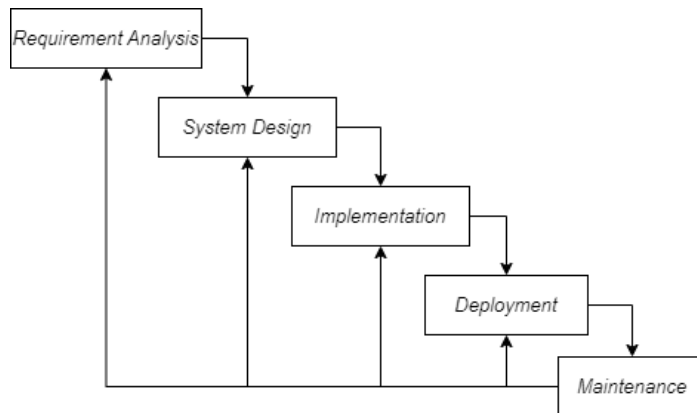 Requirement Analysis
System Design
Implementation
Deployment
Maintenance